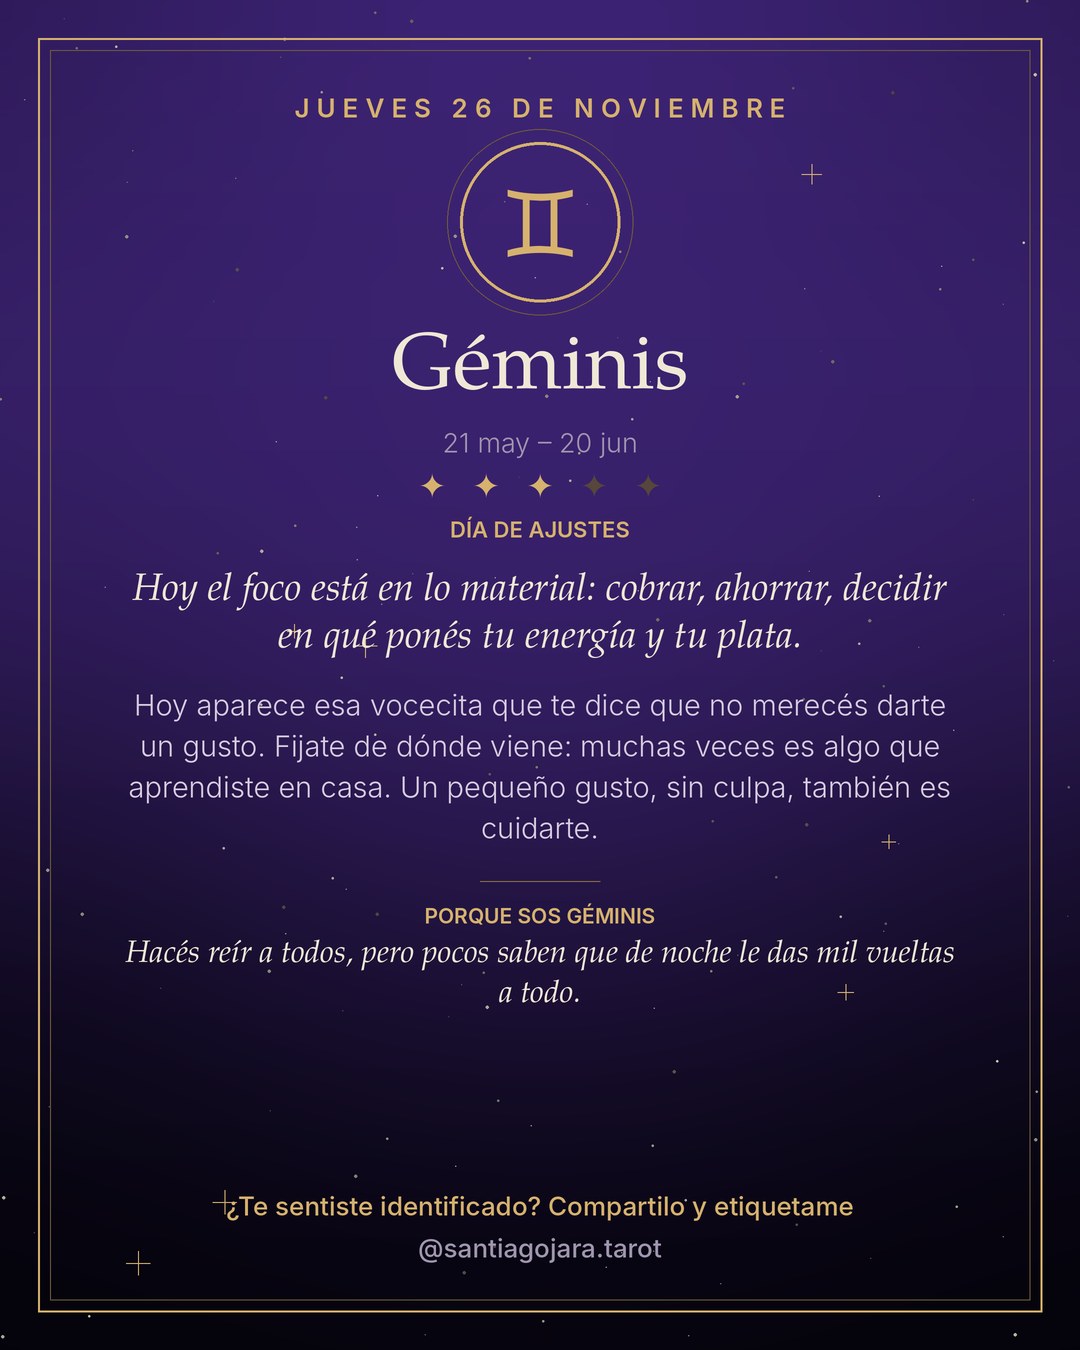 JUEVES 26 DE NOVIEMBRE
♊
Géminis
21 may – 20 jun
DÍA DE AJUSTES
Hoy el foco está en lo material: cobrar, ahorrar, decidir
en qué ponés tu energía y tu plata.
Hoy aparece esa vocecita que te dice que no merecés darte
un gusto. Fijate de dónde viene: muchas veces es algo que
aprendiste en casa. Un pequeño gusto, sin culpa, también es
cuidarte.
PORQUE SOS GÉMINIS
Hacés reír a todos, pero pocos saben que de noche le das mil vueltas
a todo.
¿Te sentiste identificado? Compartilo y etiquetame
@santiagojara.tarot